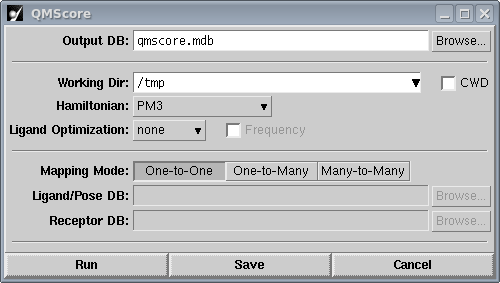 QMScore
Output DB: qmscore.mdb Browse...
Working Dir: /tmp CWD
Hamiltonian: PM3
Ligand Optimization: none Frequency
Mapping Mode: One-to-One One-to-Many Many-to-Many
Ligand/Pose DB: Browse...
Receptor DB: Browse...
Run Save Cancel